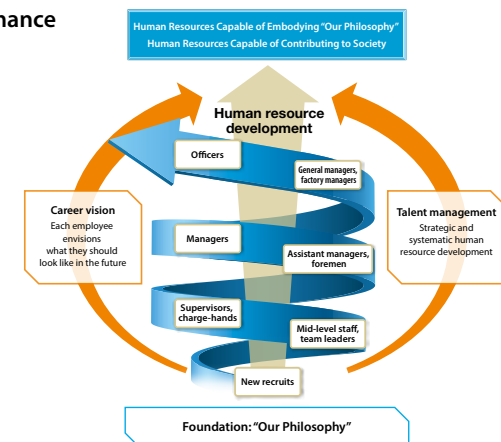 nance
Human Resources Capable of Embodying “Our Philosophy”
Human Resources Capable of Contributing to Society
Human resource
development
Officers
General managers,
factory managers
Career vision
Each employee
envisions
what they should
look like in the future
Talent management
Strategic and
systematic human
resource development
Managers
Assistant managers,
foremen
Supervisors,
charge-hands
Mid-level staff,
team leaders
New recruits
Foundation: “Our Philosophy”